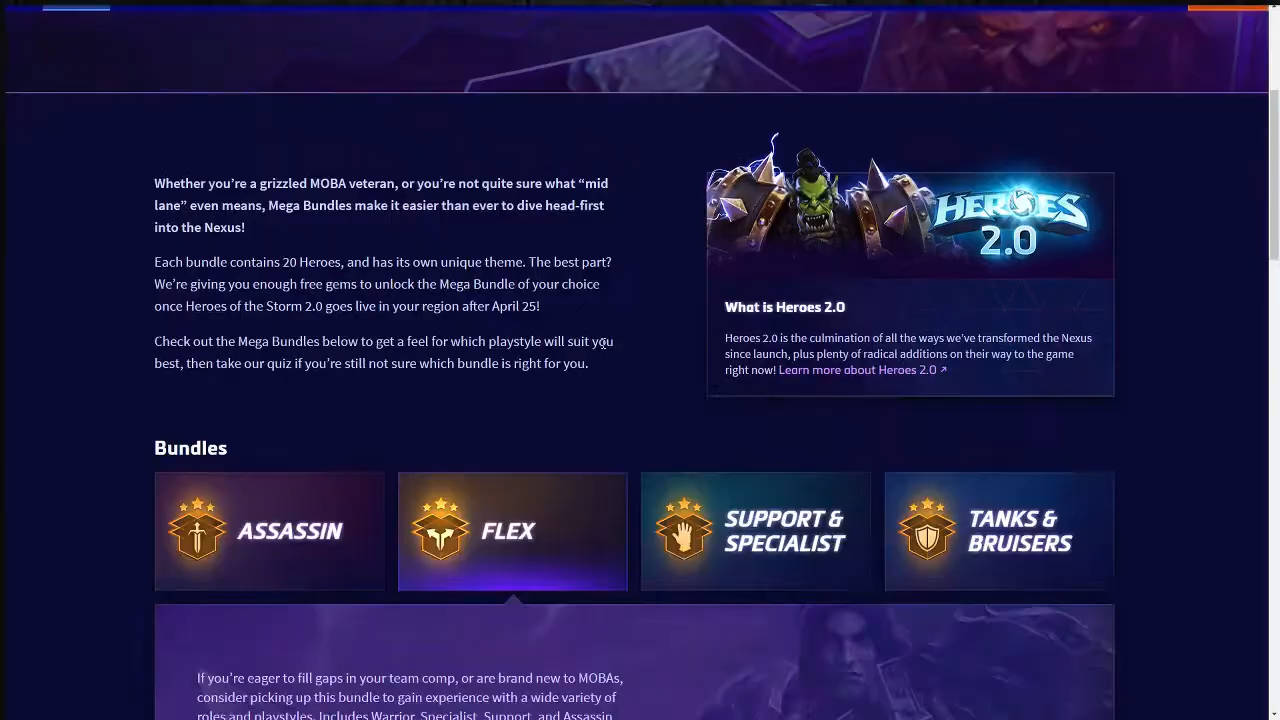 Whether you’re a grizzled MOBA veteran, or you’re not quite sure what “mid
lane” even means, Mega Bundles make it easier than ever to dive head-first
into the Nexus!
Each bundle contains 20 Heroes, and has its own unique theme. The best part?
We’re giving you enough free gems to unlock the Mega Bundle of your choice
once Heroes of the Storm 2.0 goes live in your region after April 25!
Check out the Mega Bundles below to get a feel for which playstyle will suit you
best, then take our quiz if you’re still not sure which bundle is right for you.
HEROES
2.0
What is Heroes 2.0
Heroes 2.0 is the culmination of all the ways we’ve transformed the Nexus
since launch, plus plenty of radical additions on their way to the game
right now! Learn more about Heroes 2.0 ↗
Bundles
ASSASSIN
FLEX
SUPPORT &
SPECIALIST
TANKS &
BRUISERS
If you’re eager to fill gaps in your team comp, or are brand new to MOBAs,
consider picking up this bundle to gain experience with a wide variety of
roles and playstyles. Includes Warrior, Specialist, Support, and Assassin